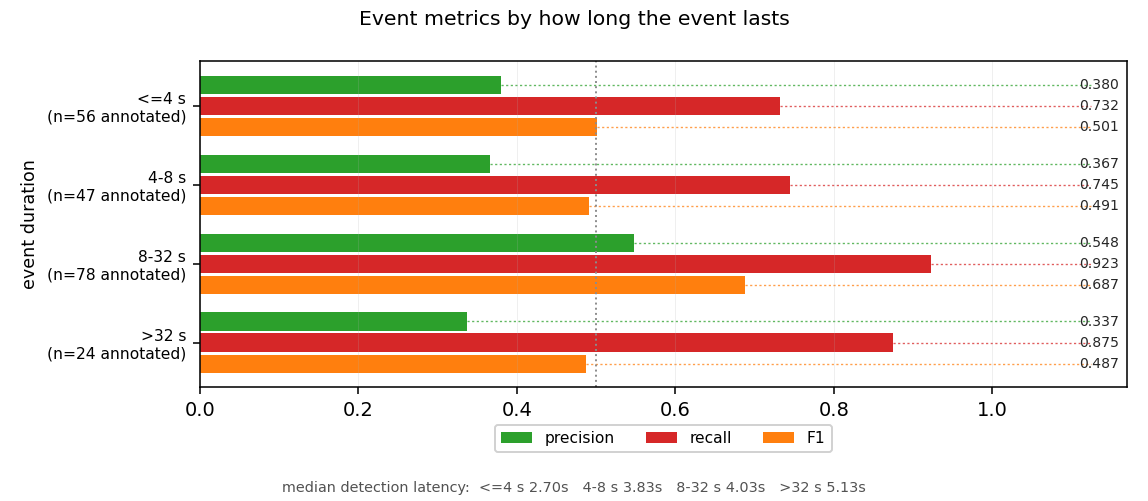 Event metrics by how long the event lasts
event duration
<=4 s
(n=56 annotated)
0.380
0.732
0.501
4-8 s
(n=47 annotated)
0.367
0.745
0.491
8-32 s
(n=78 annotated)
0.548
0.923
0.687
>32 s
(n=24 annotated)
0.337
0.875
0.487
0.0 0.2 0.4 0.6 0.8 1.0
precision recall F1
median detection latency: <=4 s 2.70s 4-8 s 3.83s 8-32 s 4.03s >32 s 5.13s